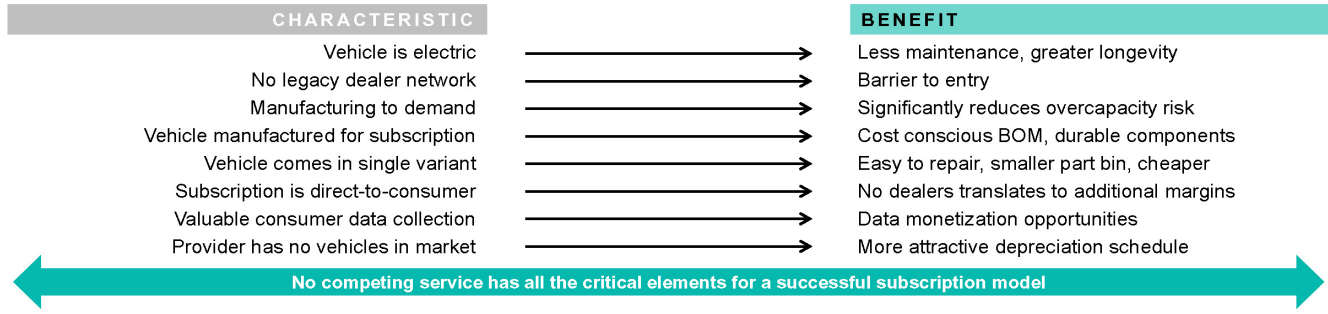 CHARACTERISTIC BENEFIT
Vehicle is electric Less maintenance, greater longevity
No legacy dealer network Barrier to entry
Manufacturing to demand Significantly reduces overcapacity risk
Vehicle manufactured for subscription Cost conscious BOM, durable components
Vehicle comes in single variant Easy to repair, smaller part bin, cheaper
Subscription is direct-to-consumer No dealers translates to additional margins
Valuable consumer data collection Data monetization opportunities
Provider has no vehicles in market More attractive depreciation schedule
No competing service has all the critical elements for a successful subscription model